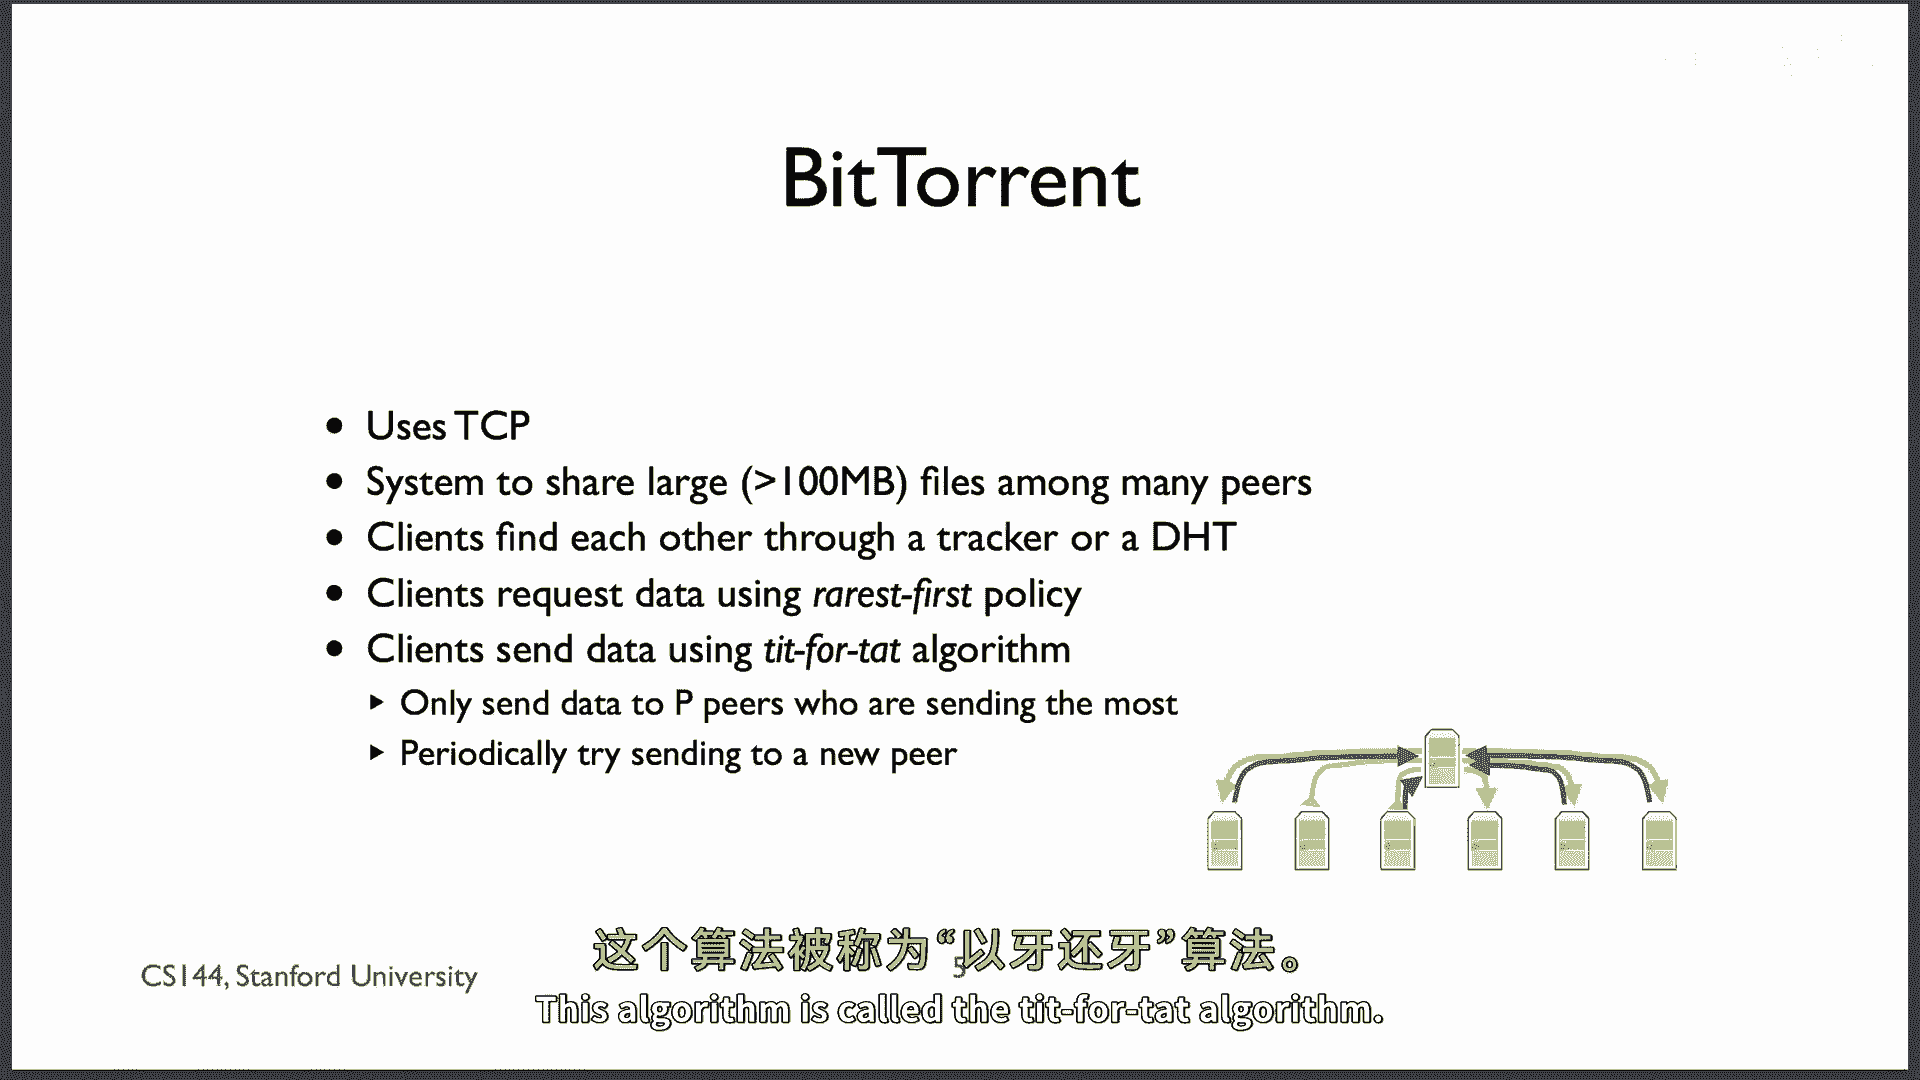 BitTorrent
• Uses TCP
• System to share large (>100MB) files among many peers
• Clients find each other through a tracker or a DHT
• Clients request data using rarest-first policy
• Clients send data using tit-for-tat algorithm
‣ Only send data to P peers who are sending the most
‣ Periodically try sending to a new peer
这个算法被称为“以牙还牙”算法。
CS144, Stanford University
5
This algorithm is called the tit-for-tat algorithm.